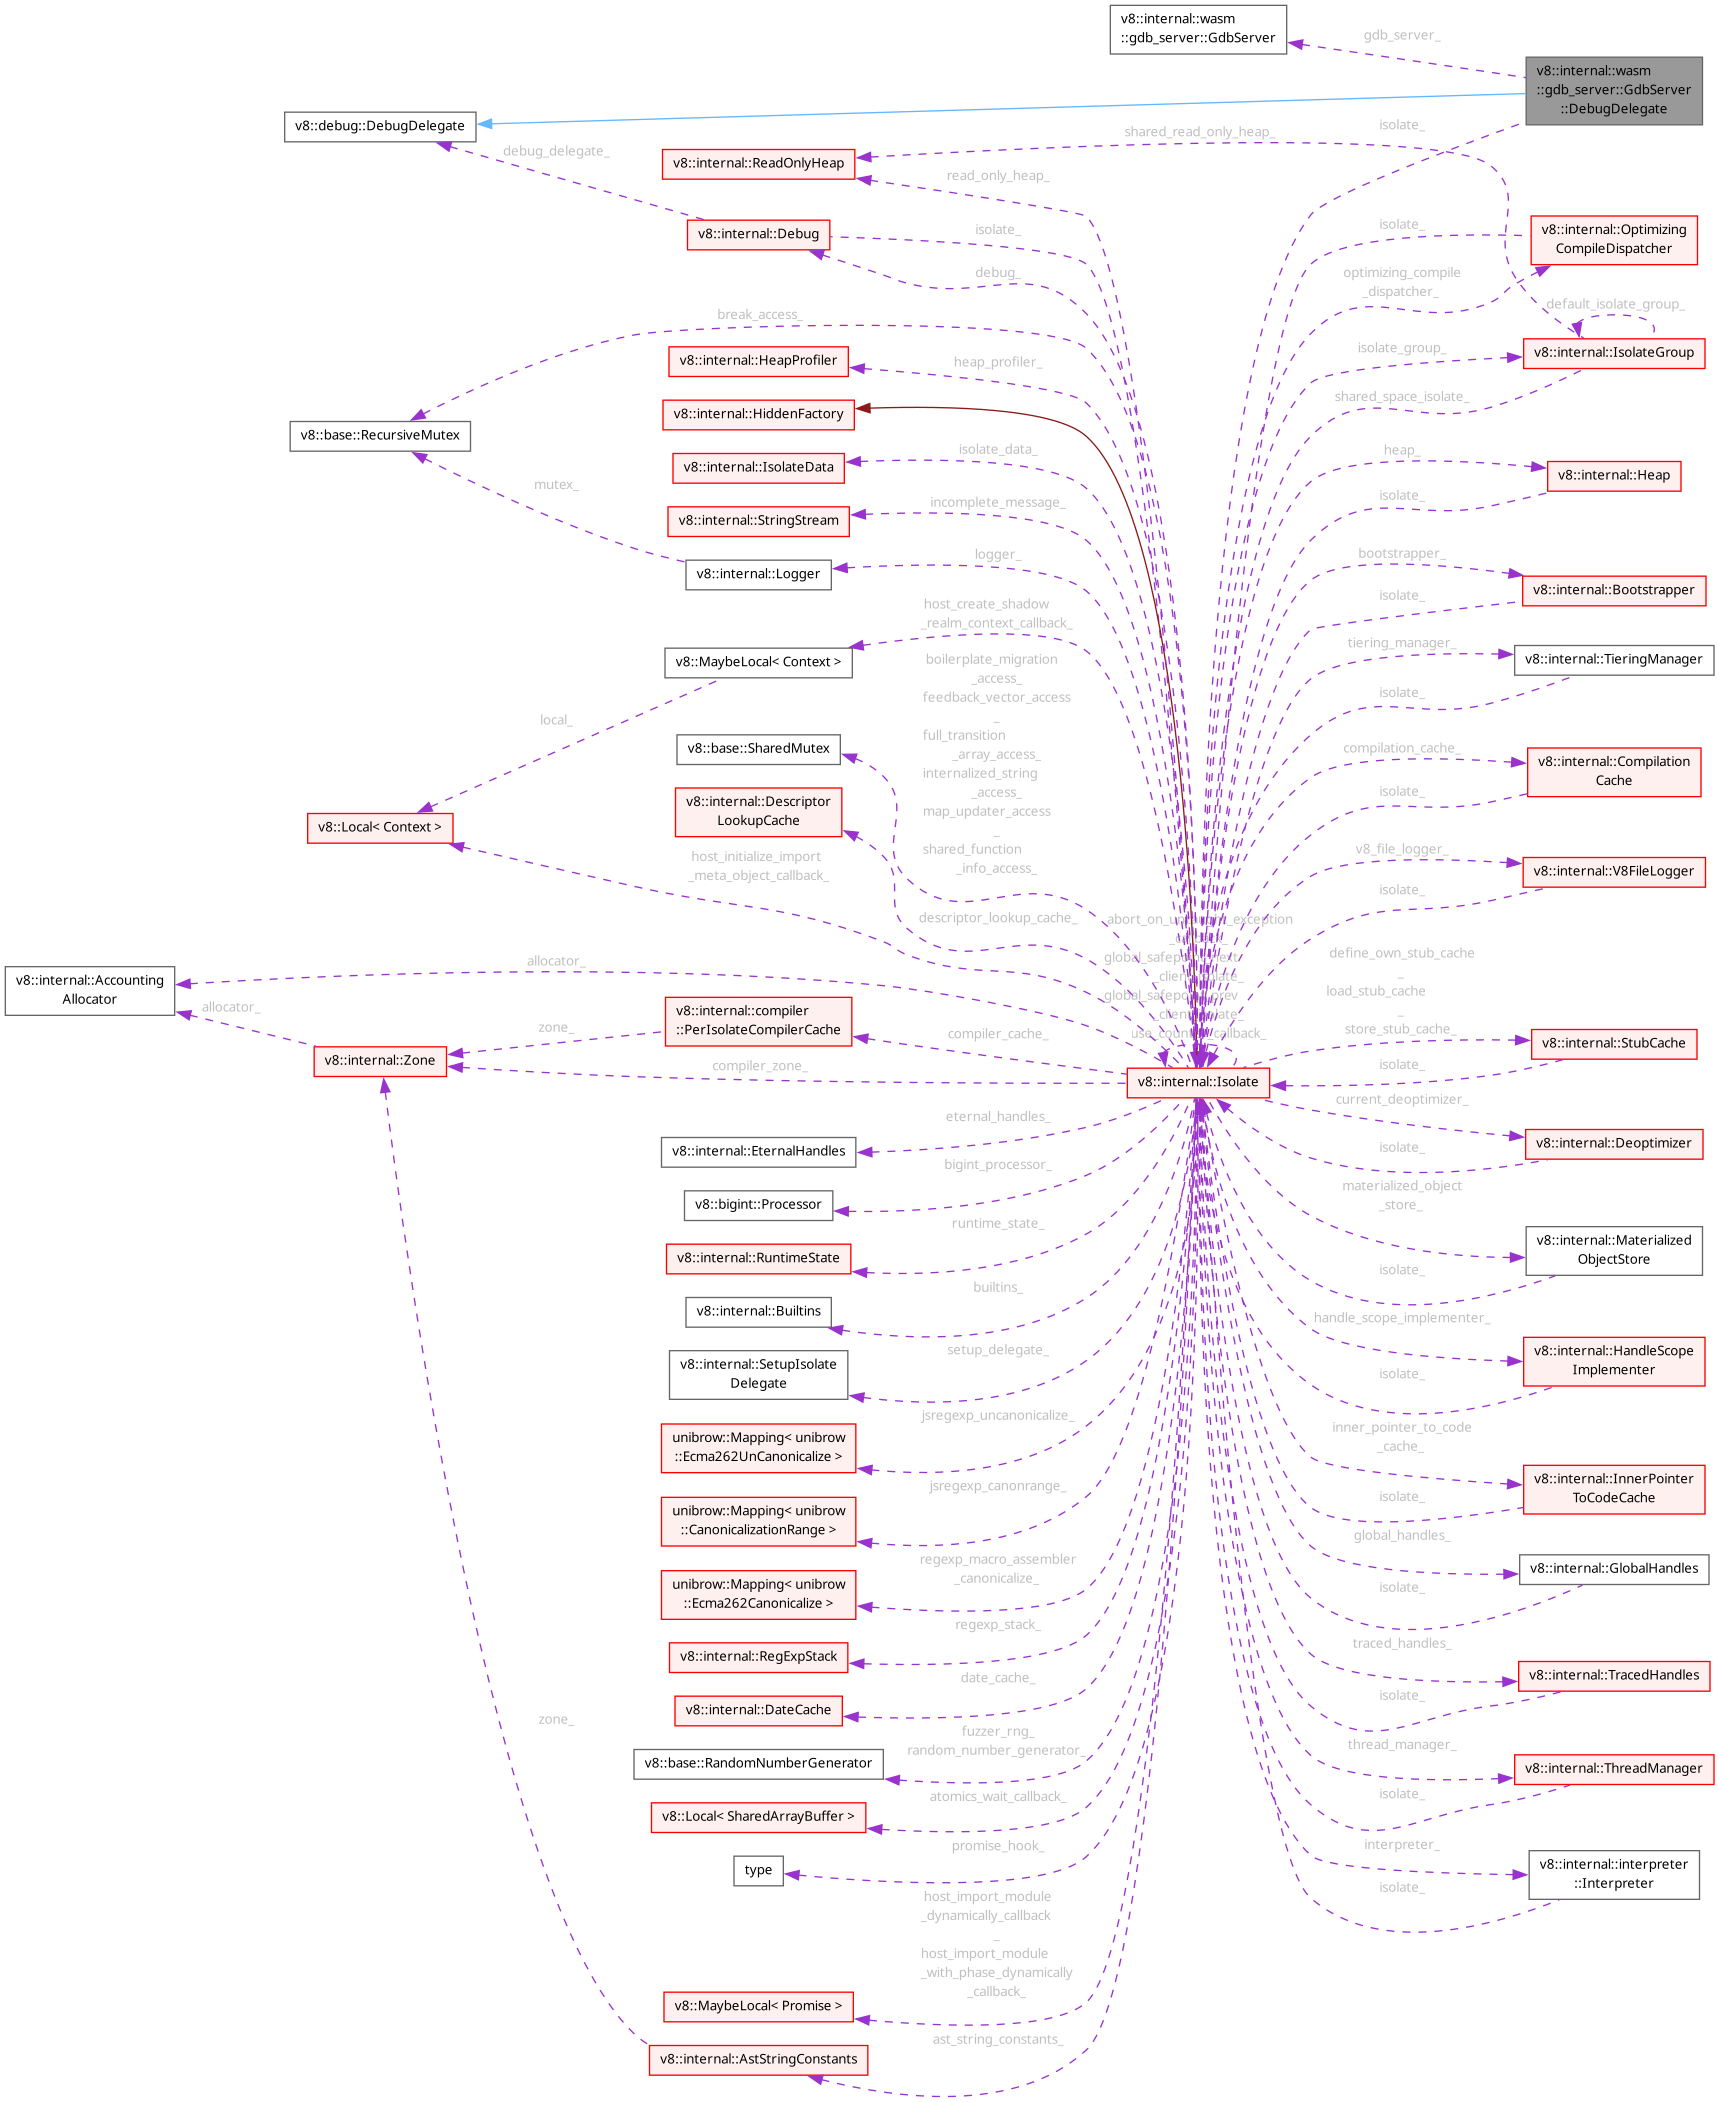 v8::internal::wasm
::gdb_server::GdbServer
gdb_server_
v8::internal::wasm
::gdb_server::GdbServer
::DebugDelegate
v8::debug::DebugDelegate
debug_delegate_
shared_read_only_heap_
isolate_
v8::internal::ReadOnlyHeap
read_only_heap_
v8::internal::Debug
isolate_
debug_
isolate_
v8::internal::Optimizing
CompileDispatcher
optimizing_compile
_dispatcher_
default_isolate_group_
break_access_
v8::internal::HeapProfiler
heap_profiler_
isolate_group_
v8::internal::IsolateGroup
shared_space_isolate_
v8::internal::HiddenFactory
v8::base::RecursiveMutex
mutex_
v8::internal::IsolateData
isolate_data_
heap_
v8::internal::Heap
isolate_
v8::internal::StringStream
incomplete_message_
v8::internal::Logger
logger_
bootstrapper_
v8::internal::Bootstrapper
isolate_
host_create_shadow
_realm_context_callback_
v8::MaybeLocal< Context >
tiering_manager_
v8::internal::TieringManager
isolate_
local_
boilerplate_migration
_access_
feedback_vector_access
_
full_transition
_array_access_
internalized_string
_access_
map_updater_access
_
shared_function
_info_access_
v8::base::SharedMutex
compilation_cache_
v8::internal::Compilation
Cache
isolate_
v8::internal::Descriptor
LookupCache
descriptor_lookup_cache_
v8::Local< Context >
host_initialize_import
_meta_object_callback_
v8_file_logger_
v8::internal::V8FileLogger
isolate_
_client_isolate_
use_counter_callback_
v8::internal::Accounting
Allocator
allocator_
allocator_
v8::internal::compiler
::PerIsolateCompilerCache
zone_
compiler_cache_
v8::internal::Zone
compiler_zone_
define_own_stub_cache
_
load_stub_cache
_
store_stub_cache_
v8::internal::StubCache
isolate_
v8::internal::Isolate
current_deoptimizer_
v8::internal::Deoptimizer
isolate_
eternal_handles_
v8::internal::EternalHandles
bigint_processor_
v8::bigint::Processor
materialized_object
_store_
v8::internal::Materialized
ObjectStore
isolate_
runtime_state_
v8::internal::RuntimeState
builtins_
v8::internal::Builtins
handle_scope_implementer_
v8::internal::HandleScope
Implementer
isolate_
setup_delegate_
v8::internal::SetupIsolate
Delegate
jsregexp_uncanonicalize_
unibrow::Mapping< unibrow
::Ecma262UnCanonicalize >
inner_pointer_to_code
_cache_
v8::internal::InnerPointer
ToCodeCache
isolate_
jsregexp_canonrange_
unibrow::Mapping< unibrow
::CanonicalizationRange >
global_handles_
v8::internal::GlobalHandles
isolate_
regexp_macro_assembler
_canonicalize_
unibrow::Mapping< unibrow
::Ecma262Canonicalize >
regexp_stack_
v8::internal::RegExpStack
traced_handles_
v8::internal::TracedHandles
isolate_
date_cache_
v8::internal::DateCache
zone_
fuzzer_rng_
random_number_generator_
v8::base::RandomNumberGenerator
thread_manager_
v8::internal::ThreadManager
isolate_
atomics_wait_callback_
v8::Local< SharedArrayBuffer >
promise_hook_
type
interpreter_
v8::internal::interpreter
::Interpreter
isolate_
host_import_module
_dynamically_callback
_
host_import_module
_with_phase_dynamically
_callback_
v8::MaybeLocal< Promise >
ast_string_constants_
v8::internal::AstStringConstants